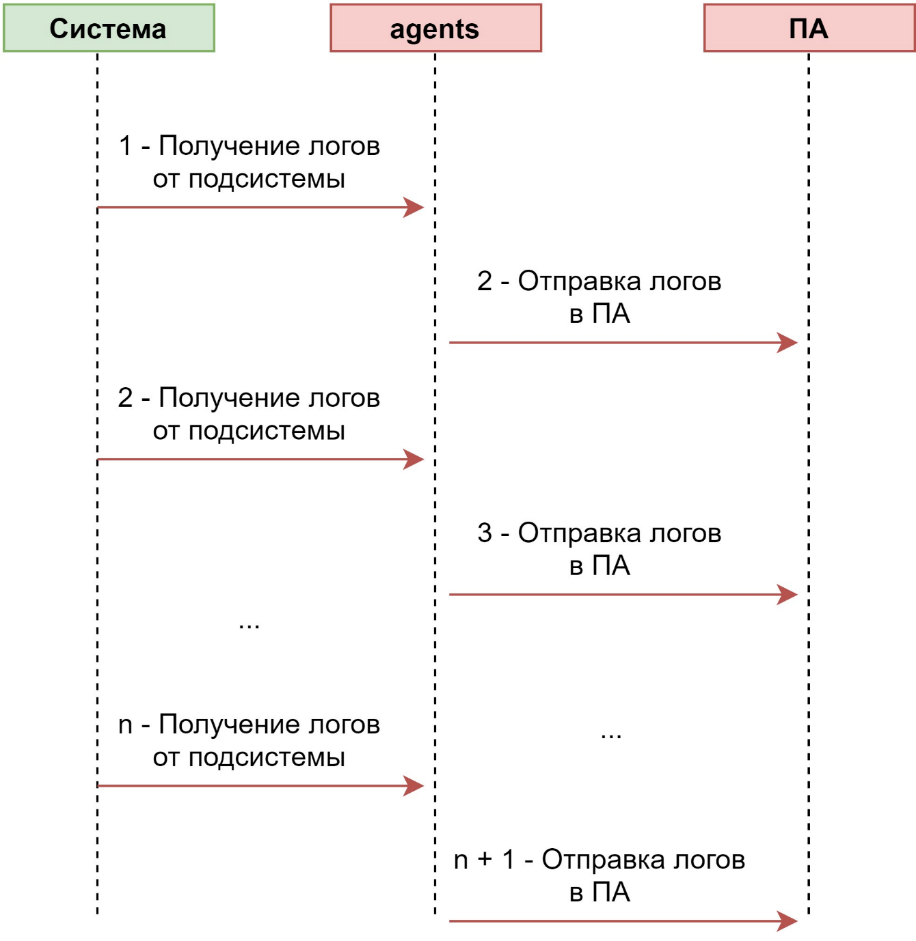 Система
agents
ПА
1 - Получение логов
от подсистемы
2 - Отправка логов
в ПА
2 - Получение логов
от подсистемы
3 - Отправка логов
в ПА
...
n - Получение логов
от подсистемы
...
n + 1 - Отправка логов
в ПА